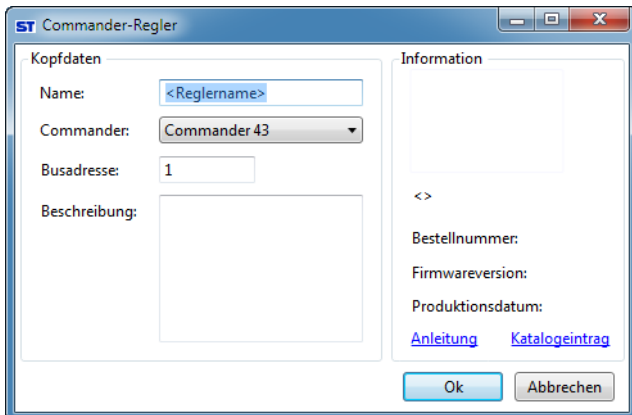 ST Commander-Regler
Kopfdaten
Name: <Reglername>
Commander: Commander 43
Busadresse: 1
Beschreibung:
Information
<>
Bestellnummer:
Firmwareversion:
Produktionsdatum:
Anleitung Katalogeintrag
Ok Abbrechen